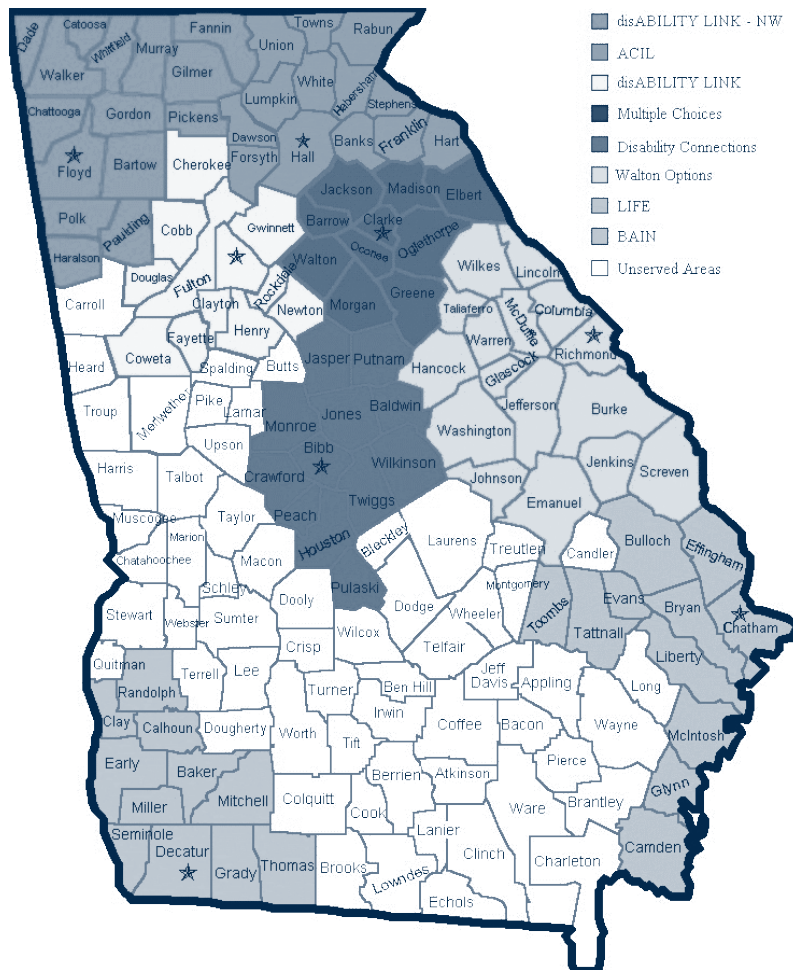 disABILITY LINK - NW
ACIL
disABILITY LINK
Multiple Choices
Disability Connections
Walton Options
LIFE
BAIN
Unserved Areas
Dade
Catoosa
Whitfield
Murray
Fannin
Union
Towns
Rabun
Walker
Gilmer
White
Habersham
Lumpkin
Stephens
Chattooga
Gordon
Pickens
Dawson
Hall
Banks
Franklin
Hart
Floyd
Bartow
Cherokee
Forsyth
Jackson
Madison
Elbert
Polk
Paulding
Cobb
Gwinnett
Barrow
Clarke
Oconee
Oglethorpe
Haralson
Douglas
Fulton
Rockdale
Walton
Wilkes
Lincoln
Carroll
Clayton
Newton
Morgan
Greene
Taliaferro
McDuffie
Columbia
Fayette
Henry
Warren
Richmond
Coweta
Heard
Spalding
Butts
Jasper
Putnam
Hancock
Glascock
Troup
Meriwether
Pike
Lamar
Monroe
Jones
Baldwin
Jefferson
Burke
Upson
Bibb
Washington
Harris
Talbot
Crawford
Wilkinson
Jenkins
Screven
Johnson
Emanuel
Twiggs
Peach
Muscogee
Taylor
Marion
Houston
Bleckley
Laurens
Treutlen
Candler
Bulloch
Effingham
Chatahoochee
Macon
Schley
Pulaski
Montgomery
Stewart
Webster
Sumter
Dooly
Dodge
Wheeler
Toombs
Evans
Bryan
Chatham
Crisp
Wilcox
Telfair
Tattnall
Quitman
Randolph
Terrell
Lee
Liberty
Turner
Ben Hill
Jeff
Davis
Appling
Long
Clay
Calhoun
Dougherty
Worth
Irwin
Coffee
Bacon
Wayne
McIntosh
Early
Baker
Tift
Pierce
Berrien
Atkinson
Glynn
Miller
Mitchell
Colquitt
Cook
Ware
Brantley
Seminole
Decatur
Grady
Thomas
Brooks
Lanier
Lowndes
Clinch
Charleton
Camden
Echols